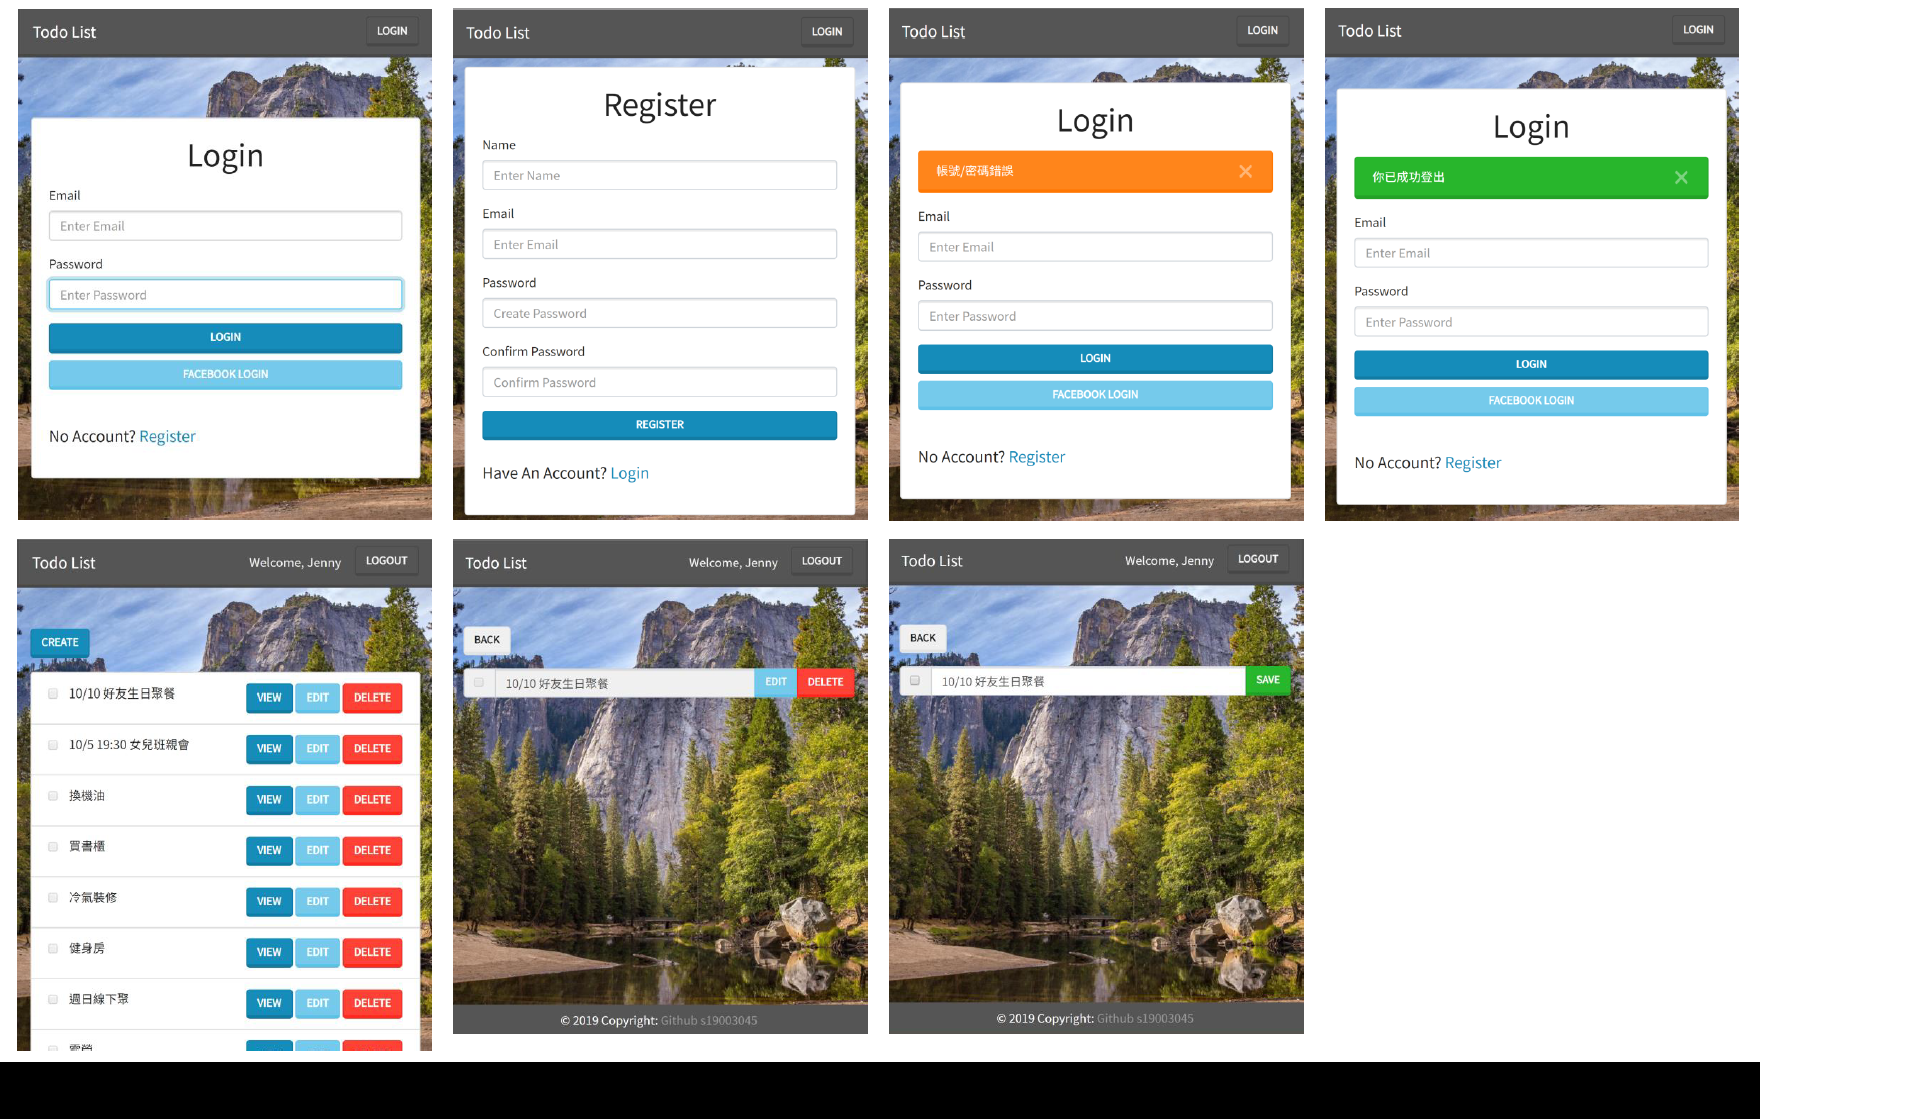 Todo List
LOGIN
Login
Email
Enter Email
Password
Enter Password
LOGIN
FACEBOOK LOGIN
No Account? Register
Todo List
LOGIN
Register
Name
Enter Name
Email
Enter Email
Password
Create Password
Confirm Password
Confirm Password
REGISTER
Have An Account? Login
Todo List
LOGIN
Login
帳號/密碼錯誤
Email
Enter Email
Password
Enter Password
LOGIN
FACEBOOK LOGIN
No Account? Register
Todo List
LOGIN
Login
你已成功登出
Email
Enter Email
Password
Enter Password
LOGIN
FACEBOOK LOGIN
No Account? Register
Todo List Welcome, Jenny LOGOUT
CREATE
10/10 好友生日聚餐 VIEW EDIT DELETE
10/5 19:30 女兒班親會 VIEW EDIT DELETE
換機油 VIEW EDIT DELETE
買書櫃 VIEW EDIT DELETE
冷氣裝修 VIEW EDIT DELETE
健身房 VIEW EDIT DELETE
週日線下聚 VIEW EDIT DELETE
Todo List Welcome, Jenny LOGOUT
BACK
10/10 好友生日聚餐 EDIT DELETE
© 2019 Copyright: Github s19003045
Todo List Welcome, Jenny LOGOUT
BACK
10/10 好友生日聚餐 SAVE
© 2019 Copyright: Github s19003045